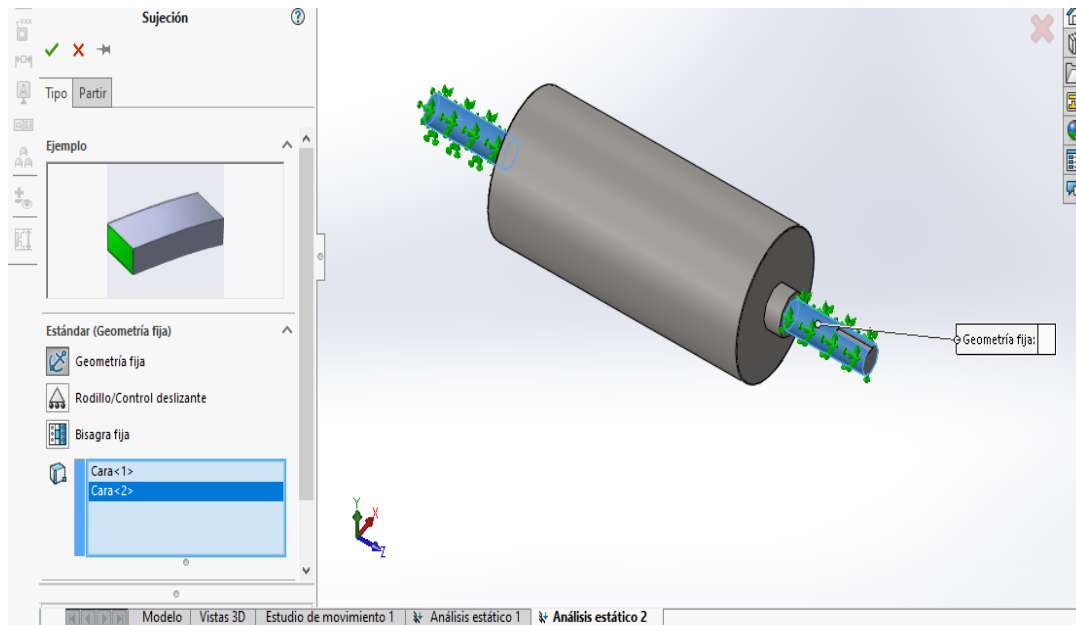 Sujeción
Tipo
Partir
Ejemplo
Estándar (Geometría fija)
Geometría fija
Rodillo/Control deslizante
Bisagra fija
Cara<1>
Cara<2>
Geometría fija:
Y
X
Z
Modelo
Vistas 3D
Estudio de movimiento 1
Análisis estático 1
Análisis estático 2